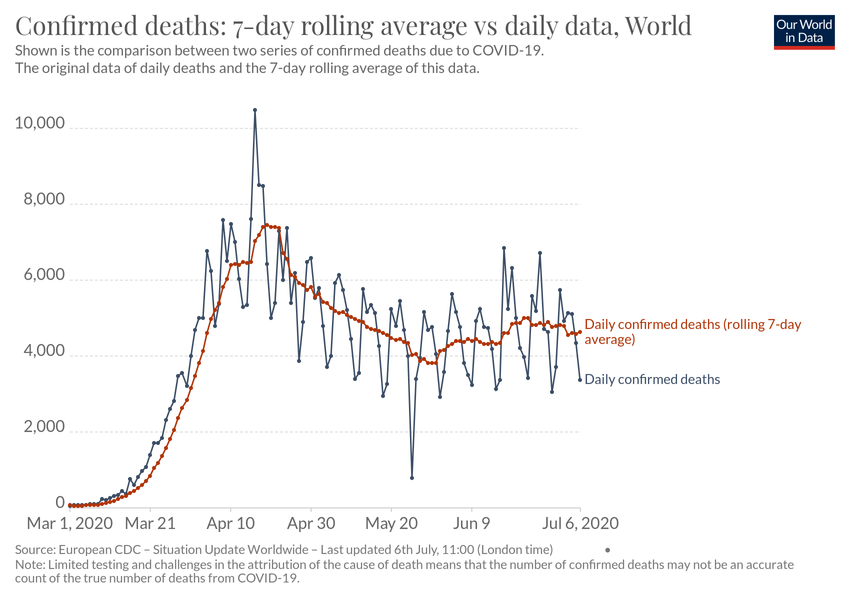 Confirmed deaths: 7-day rolling average vs daily data, World
Our World
in Data
Shown is the comparison between two series of confirmed deaths due to COVID-19.
The original data of daily deaths and the 7-day rolling average of this data.
10,000
8,000
6,000
4,000
2,000
0
Daily confirmed deaths (rolling 7-day
average)
Daily confirmed deaths
Mar 1, 2020 Mar 21 Apr 10 Apr 30 May 20 Jun 9 Jul 6, 2020
Source: European CDC – Situation Update Worldwide – Last updated 6th July, 11:00 (London time)
Note: Limited testing and challenges in the attribution of the cause of death means that the number of confirmed deaths may not be an accurate
count of the true number of deaths from COVID-19.